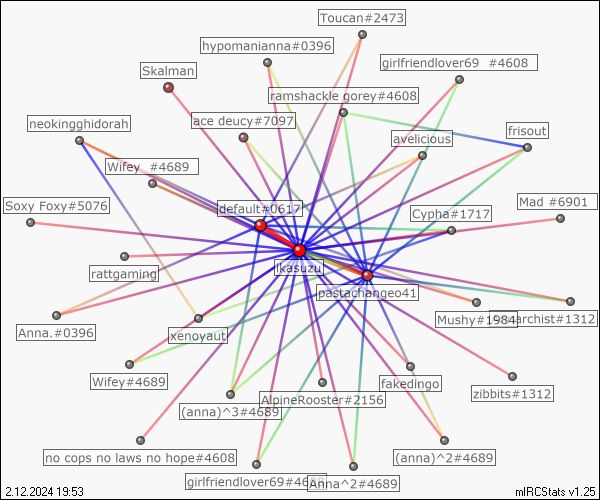 Toucan#2473
hypomanianna#0396
girlfriendlover69 #4608
Skalman
ramshackle gorey#4608
neokingghidorah
ace deucy#7097
frisout
avelicious
Wifey_ #4689
Soxy Foxy#5076
default#0617
Cypha#1717
Mad #6901
ikasuzu
rattgaming
pastachangeo41
Anna.#0396
xenoyaut
Mushy#1984
archist#1312
Wifey#4689
fakedingo
zibbits#1312
(anna)^3#4689
AlpineRooster#2156
no cops no laws no hope#4608
(anna)^2#4689
girlfriendlover69#4608
Anna^2#4689
2.12.2024 19:53
mIRCStats v1.25